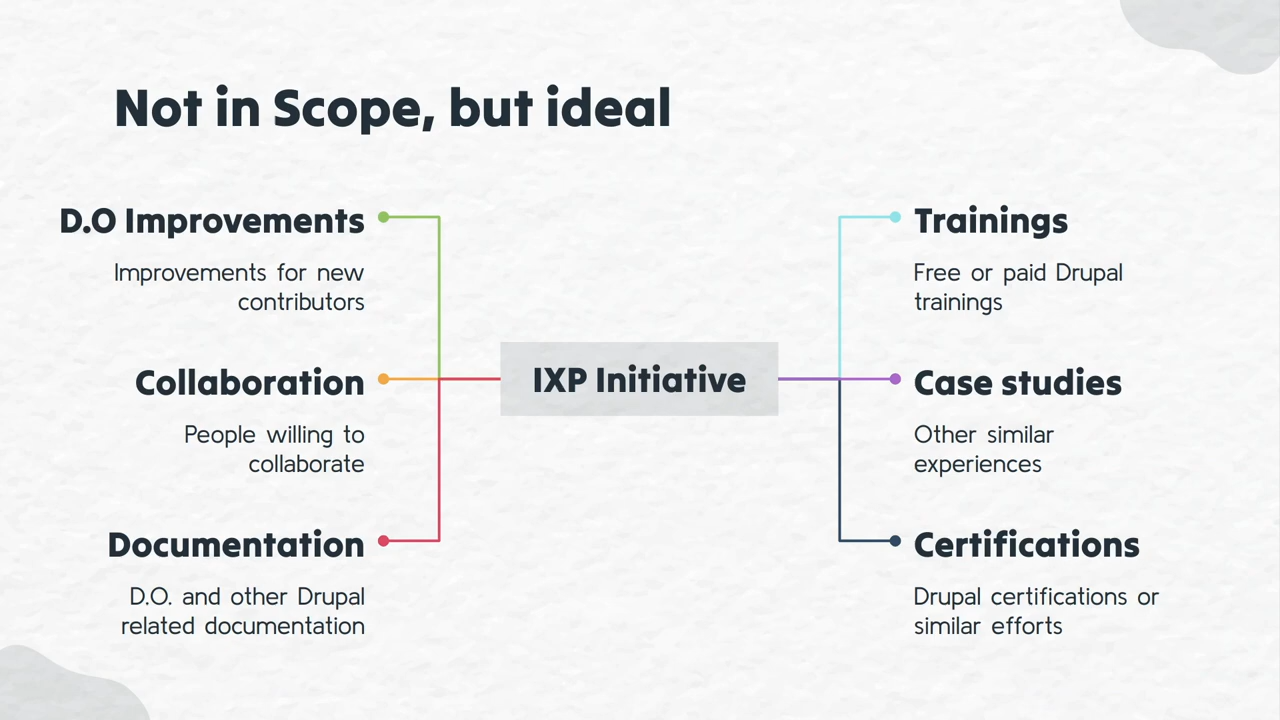 Not in Scope, but ideal
D.O Improvements
Improvements for new
contributors
Collaboration
People willing to
collaborate
Documentation
D.O. and other Drupal
related documentation
IXP Initiative
Trainings
Free or paid Drupal
trainings
Case studies
Other similar
experiences
Certifications
Drupal certifications or
similar efforts